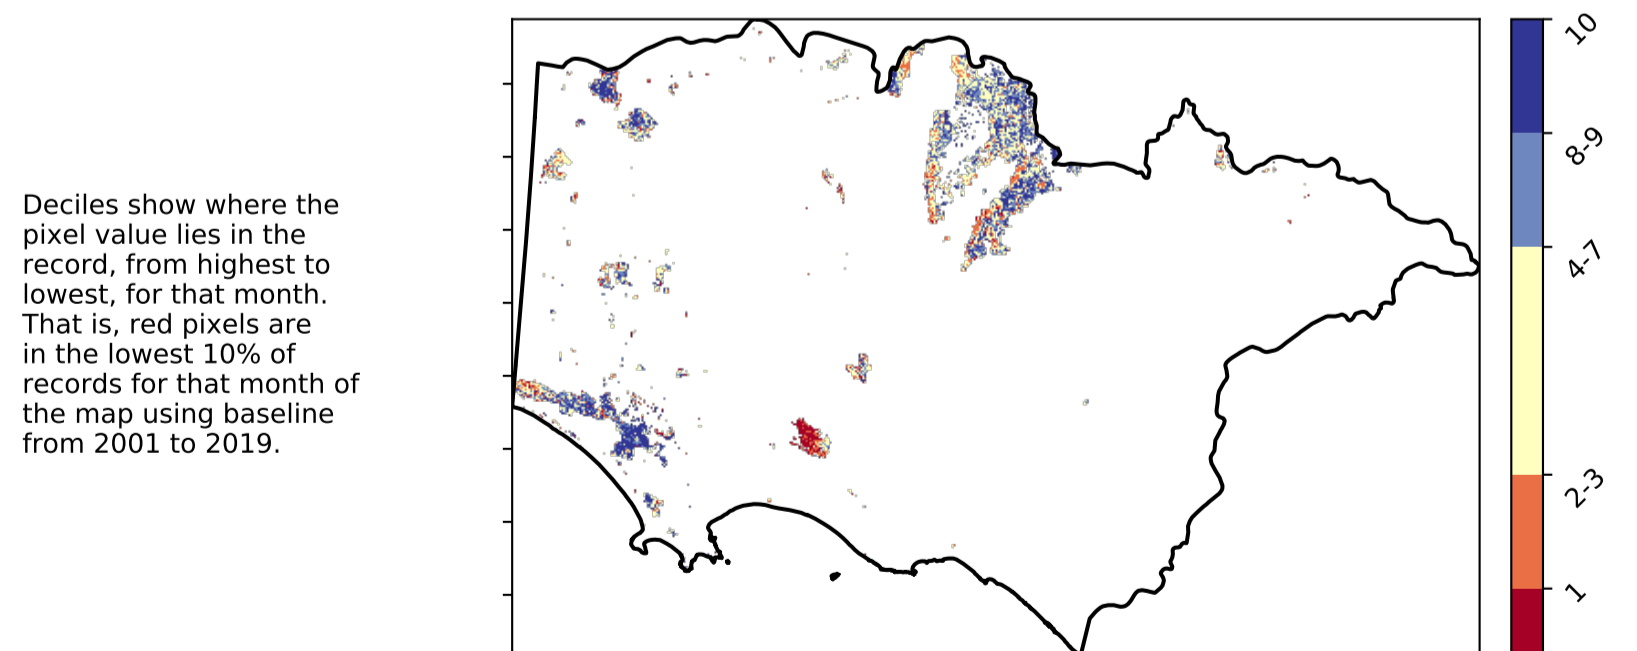 Deciles show where the
pixel value lies in the
record, from highest to
lowest, for that month.
That is, red pixels are
in the lowest 10% of
records for that month of
the map using baseline
from 2001 to 2019.
10
8-9
4-7
2-3
1